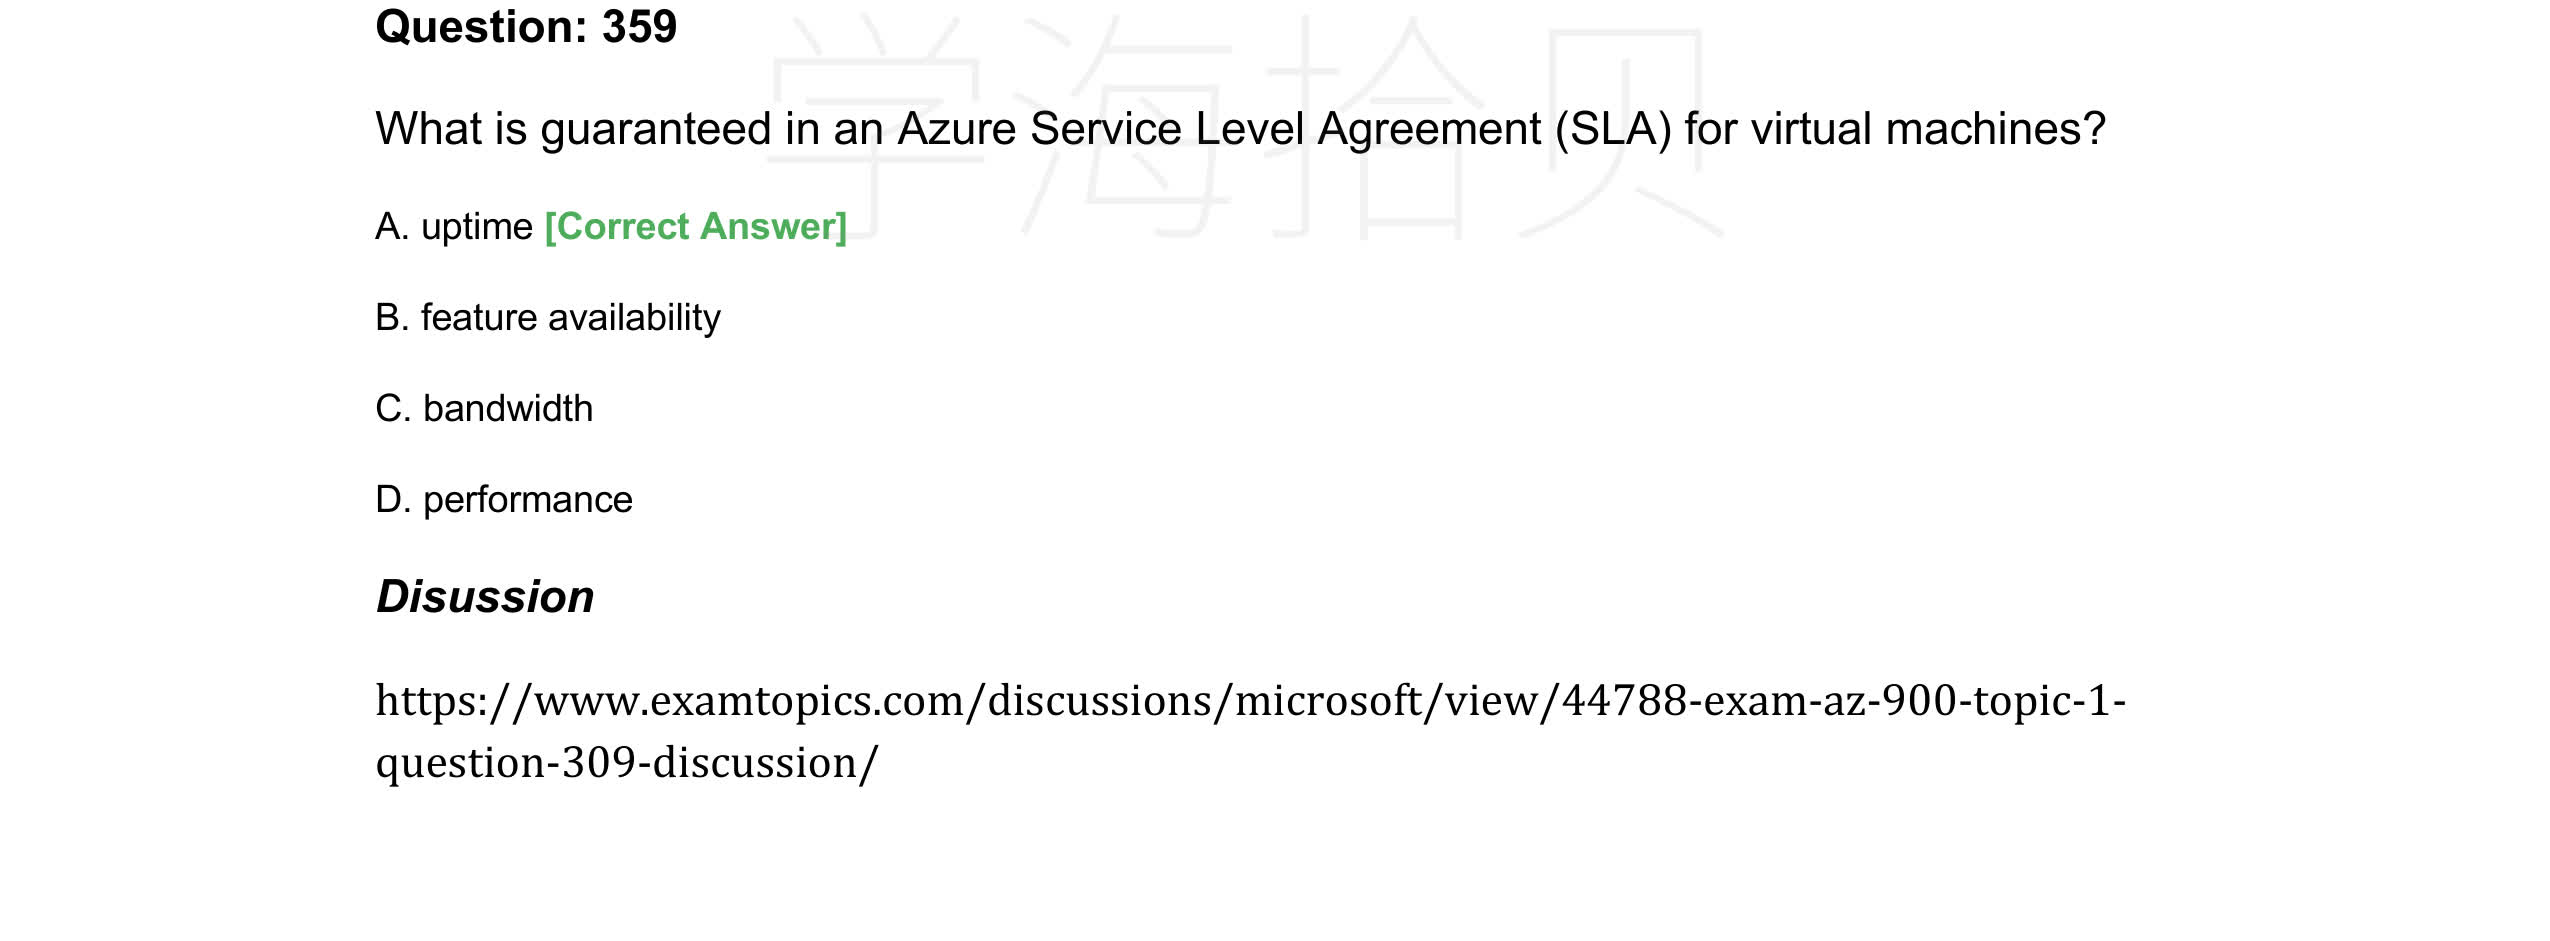 Question: 359
学海拾贝
What is guaranteed in an Azure Service Level Agreement (SLA) for virtual machines?
A. uptime [Correct Answer]
B. feature availability
C. bandwidth
D. performance
Disussion
https://www.examtopics.com/discussions/microsoft/view/44788-exam-az-900-topic-1-
question-309-discussion/